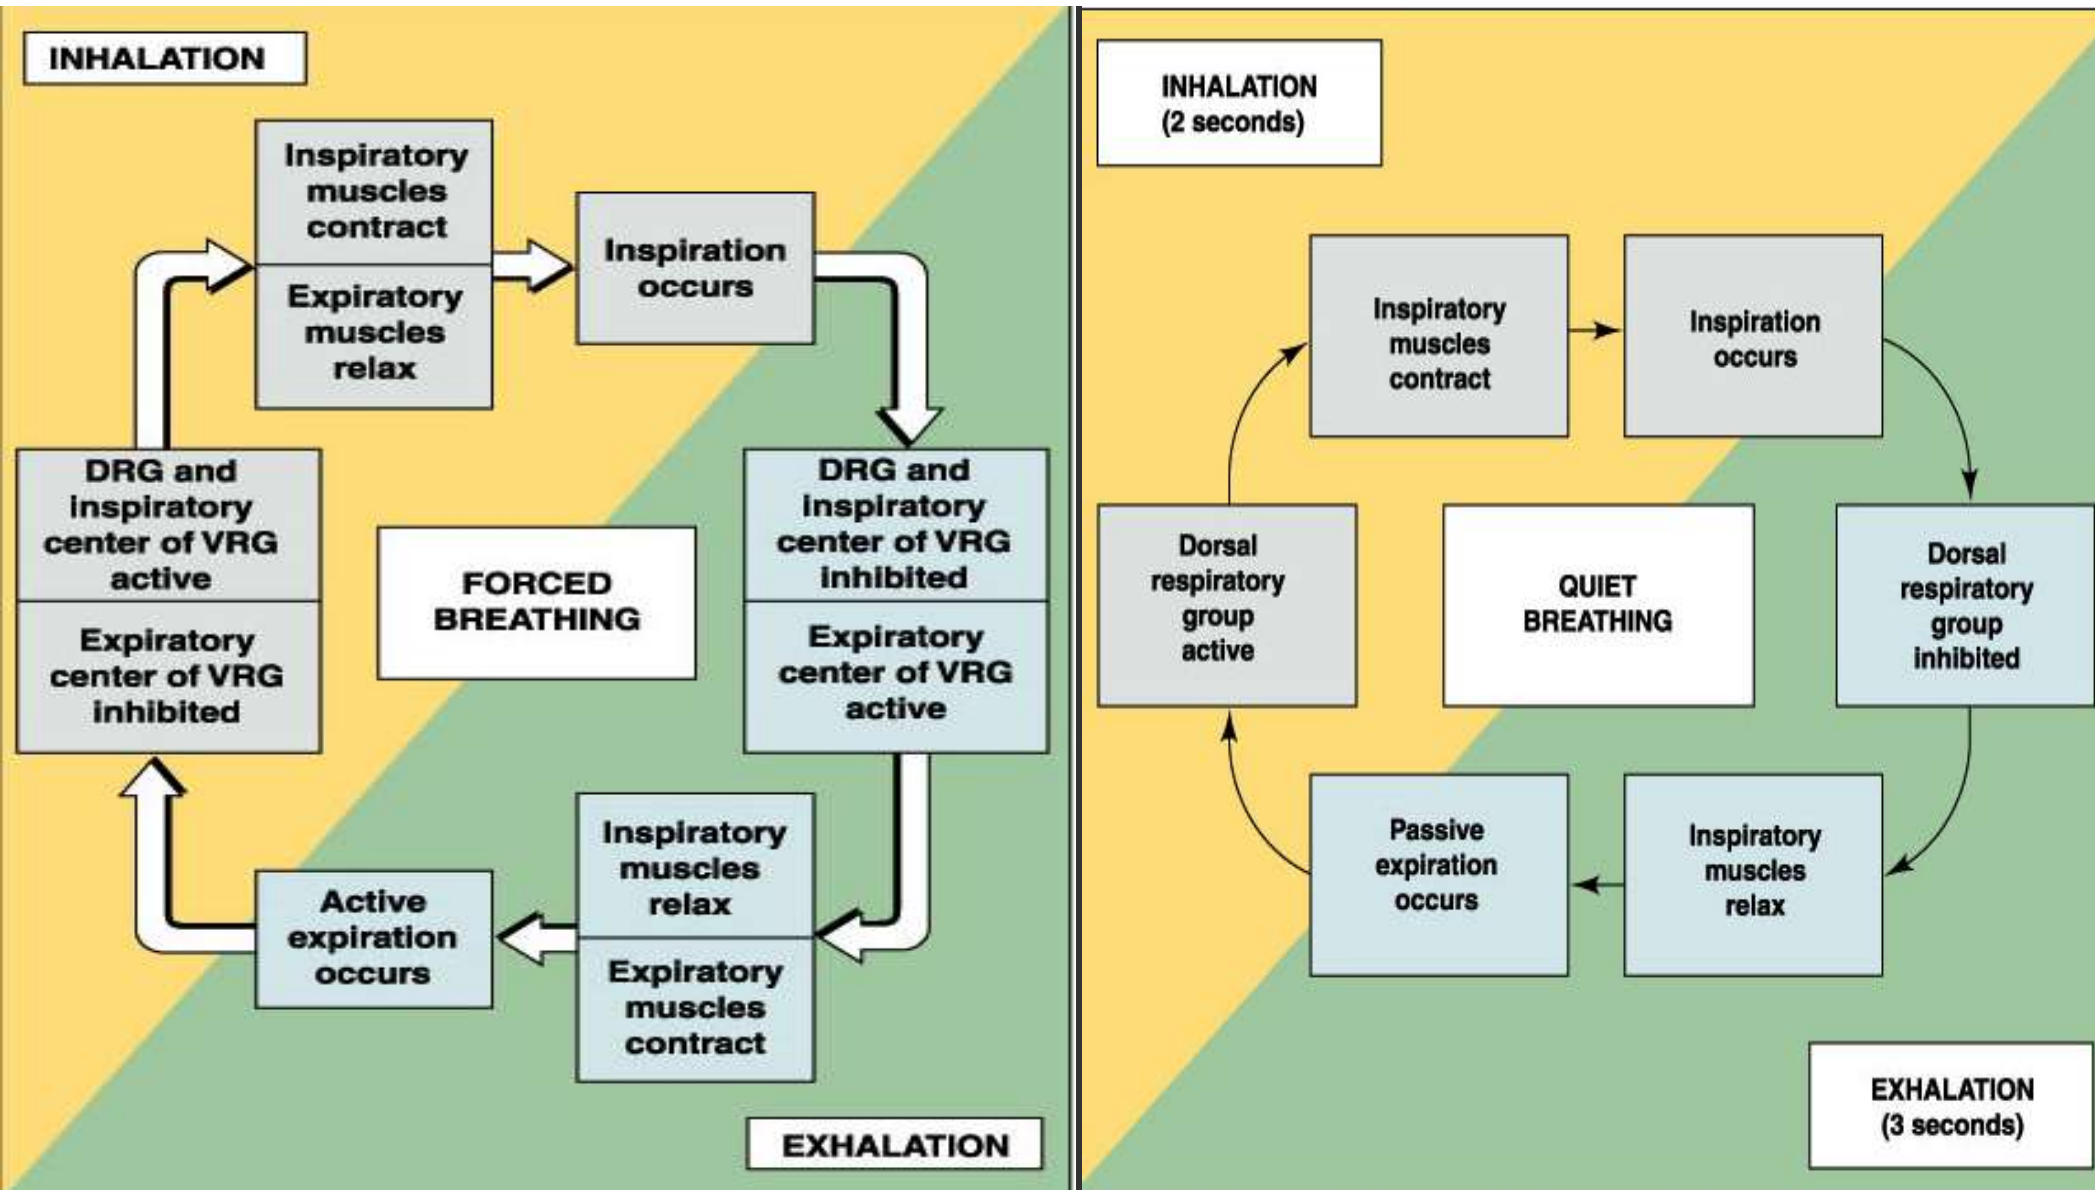 INHALATION
Inspiratory
muscles
contract
Expiratory
muscles
relax
Inspiration
occurs
DRG and
inspiratory
center of VRG
active
Expiratory
center of VRG
inhibited
FORCED
BREATHING
DRG and
inspiratory
center of VRG
inhibited
Expiratory
center of VRG
active
Active
expiration
occurs
Inspiratory
muscles
relax
Expiratory
muscles
contract
EXHALATION
INHALATION
(2 seconds)
Inspiratory
muscles
contract
Inspiration
occurs
Dorsal
respiratory
group
active
QUIET
BREATHING
Dorsal
respiratory
group
inhibited
Passive
expiration
occurs
Inspiratory
muscles
relax
EXHALATION
(3 seconds)